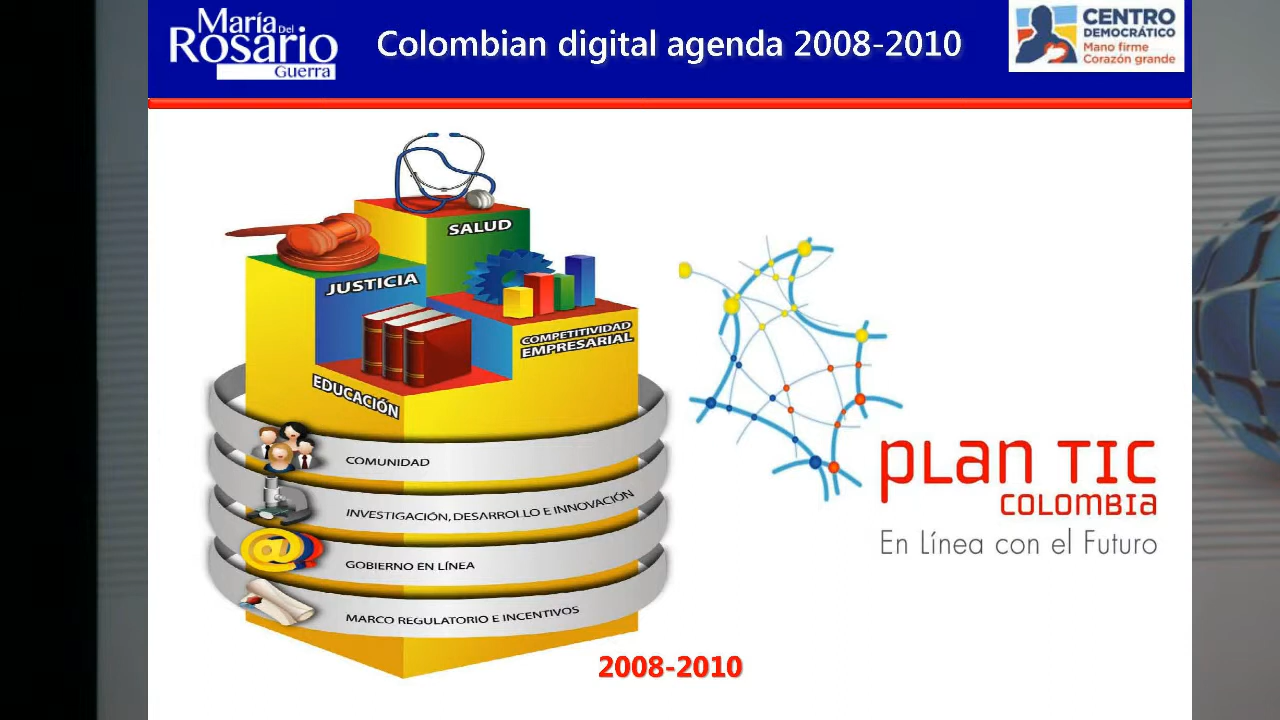 María Del
Rosario
Guerra
Colombian digital agenda 2008-2010
CENTRO
DEMOCRÁTICO
Mano firme
Corazón grande
SALUD
JUSTICIA
COMPETITIVIDAD
EMPRESARIAL
EDUCACIÓN
COMUNIDAD
INVESTIGACIÓN, DESARROLLO E INNOVACIÓN
GOBIERNO EN LÍNEA
MARCO REGULATORIO E INCENTIVOS
PLAN TIC
COLOMBIA
En Línea con el Futuro
2008-2010